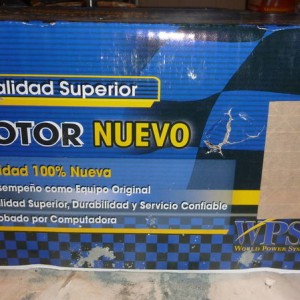 alidad Superior
OTOR NUEVO
idad 100% Nueva
sempeño como Equipo Original
alidad Superior, Durabilidad y Servicio Confiable
obado por Computadora
WPS
WORLD POWER SYS